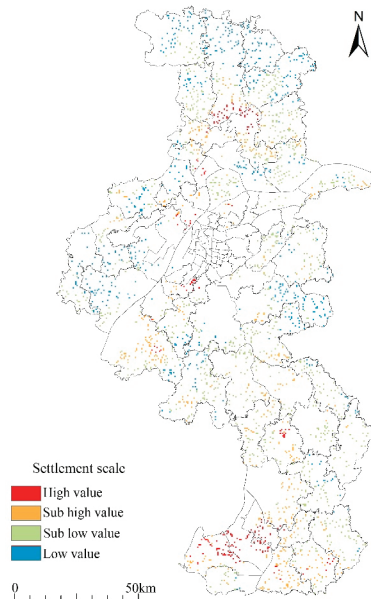 N
Settlement scale
High value
Sub high value
Sub low value
Low value
0 50km